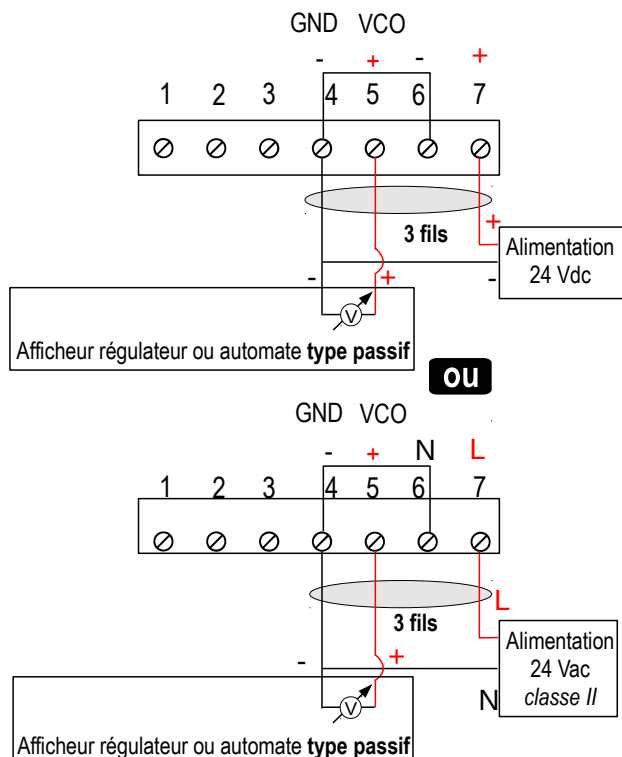 GND VCO
- + - +
1 2 3 4 5 6 7
3 fils
+
Alimentation
24 Vdc
-
- +
V
Afficheur régulateur ou automate type passif
ou
GND VCO
- + N L
1 2 3 4 5 6 7
L
3 fils
Alimentation
24 Vac
classe II
- +
N
V
Afficheur régulateur ou automate type passif